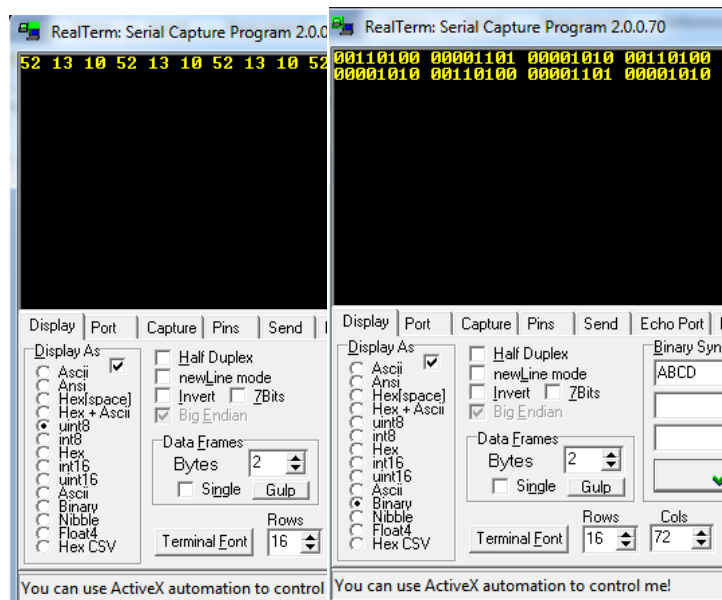 RealTerm: Serial Capture Program 2.0.0
52 13 10 52 13 10 52 13 10 52
Display Port Capture Pins Send
Display As
Ascii
Ansi
Hex[space]
Hex + Ascii
uint8
int8
Hex
int16
uint16
Ascii
Binary
Nibble
Float4
Hex CSV
Half Duplex
newLine mode
Invert 7Bits
Big Endian
Data Frames
Bytes 2
Single Gulp
Rows
Terminal Font 16
You can use ActiveX automation to control
RealTerm: Serial Capture Program 2.0.0.70
00110100 00001101 00001010 00110100
00001010 00110100 00001101 00001010
Display Port Capture Pins Send Echo Port
Display As
Ascii
Ansi
Hex[space]
Hex + Ascii
uint8
int8
Hex
int16
uint16
Ascii
Binary
Nibble
Float4
Hex CSV
Half Duplex
newLine mode
Invert 7Bits
Big Endian
Data Frames
Bytes 2
Single Gulp
Binary Syn
ABCD
Rows Cols
Terminal Font 16 72
You can use ActiveX automation to control me!